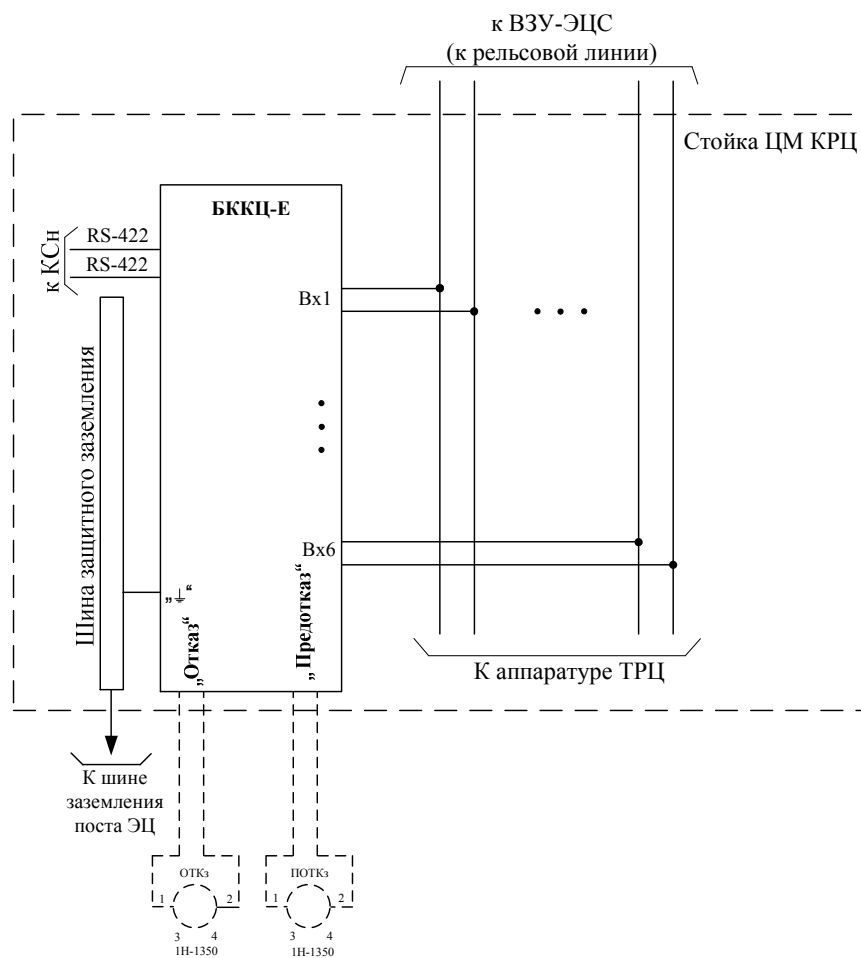 к ВЗУ-ЭЦС
(к рельсовой линии)
Стойка ЦМ КРЦ
БККЦ-Е
к КСн
RS-422
RS-422
Вх1
Шина защитного заземления
Вх6
„⏚“
„Отказ“
„Предотказ“
К аппаратуре ТРЦ
К шине
заземления
поста ЭЦ
ОТКз
1 2
3 4
1Н-1350
ПОТКз
1 2
3 4
1Н-1350